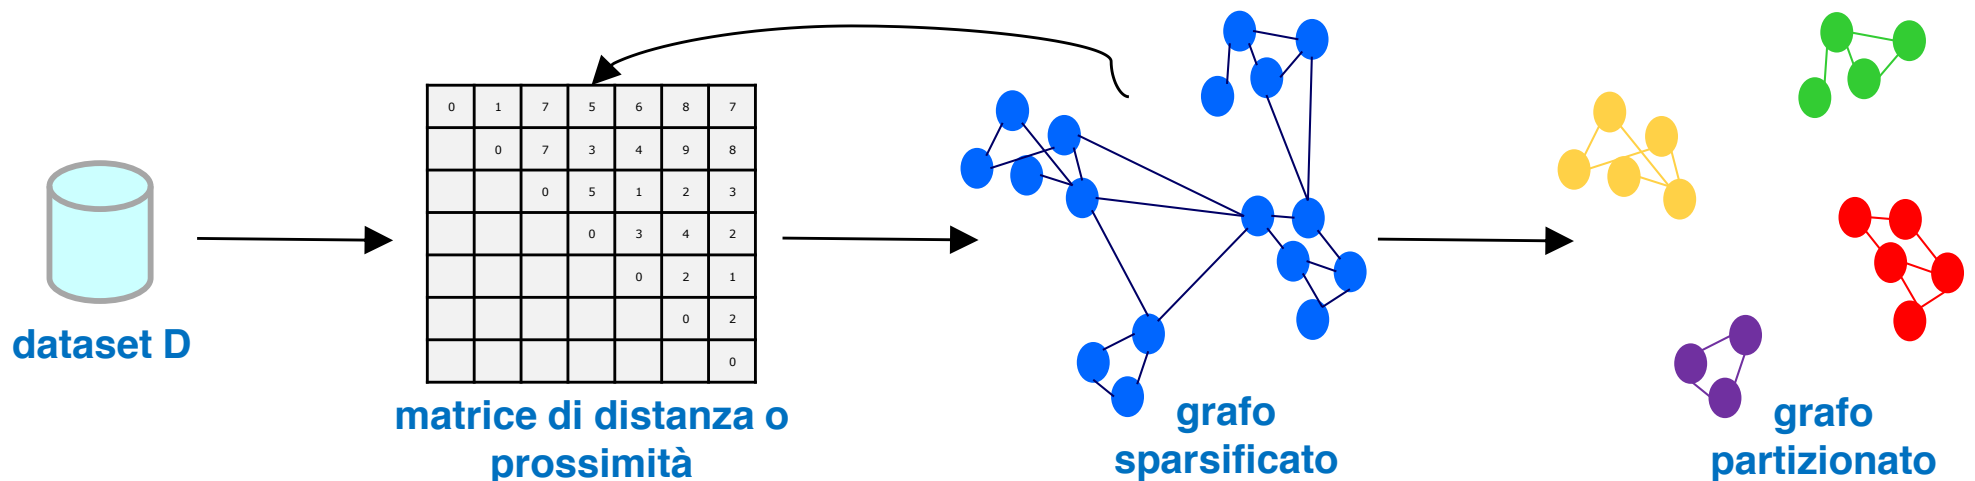 0 1 7 5 6 8 7
0 7 3 4 9 8
0 5 1 2 3
0 3 4 2
0 2 1
0 2
0
dataset D
matrice di distanza o
prossimità
grafo
sparsificato
grafo
partizionato